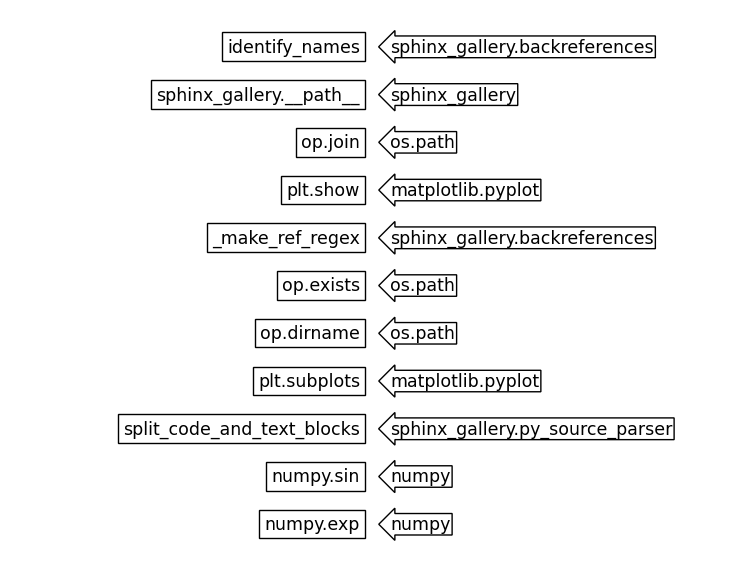 identify_names sphinx_gallery.backreferences
sphinx_gallery.__path__ sphinx_gallery
op.join os.path
plt.show matplotlib.pyplot
_make_ref_regex sphinx_gallery.backreferences
op.exists os.path
op.dirname os.path
plt.subplots matplotlib.pyplot
split_code_and_text_blocks sphinx_gallery.py_source_parser
numpy.sin numpy
numpy.exp numpy